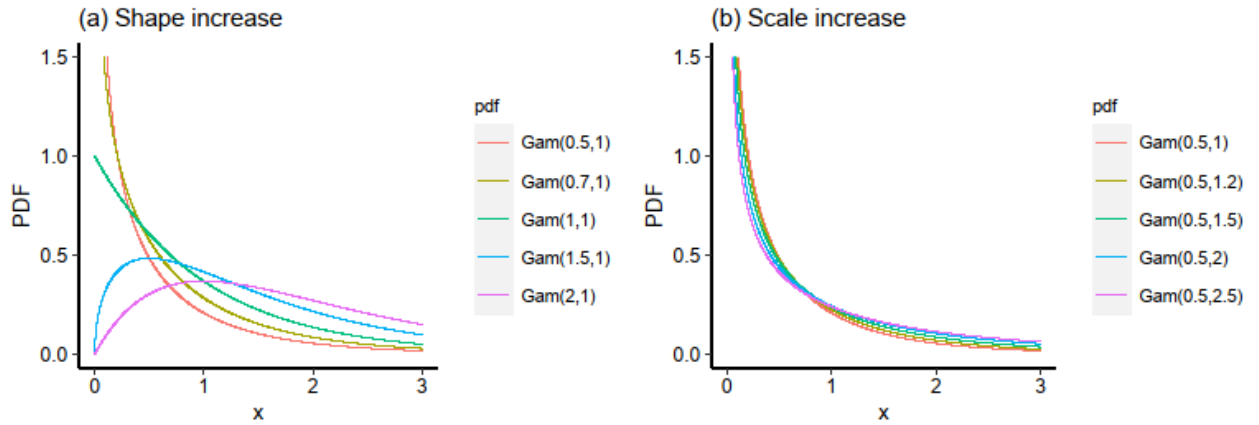 (a) Shape increase
1.5
1.0
0.5
0.0
PDF
0 1 2 3
x
pdf
Gam(0.5,1)
Gam(0.7,1)
Gam(1,1)
Gam(1.5,1)
Gam(2,1)
(b) Scale increase
1.5
1.0
0.5
0.0
PDF
0 1 2 3
x
pdf
Gam(0.5,1)
Gam(0.5,1.2)
Gam(0.5,1.5)
Gam(0.5,2)
Gam(0.5,2.5)